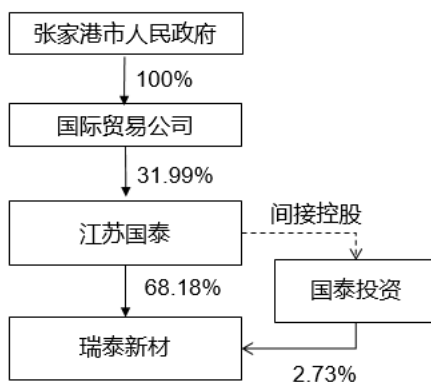 张家港市人民政府
100%
国际贸易公司
31.99%
江苏国泰
间接控股
68.18%
国泰投资
瑞泰新材
2.73%